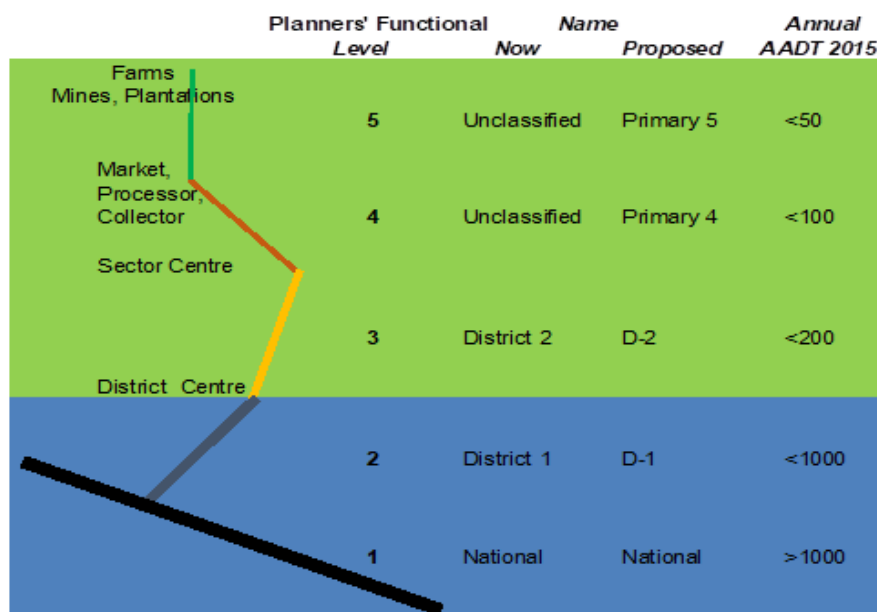 Planners' Functional Name Annual
Level Now Proposed AADT 2015
Farms
Mines, Plantations
5 Unclassified Primary 5 <50
Market,
Processor,
Collector 4 Unclassified Primary 4 <100
Sector Centre
3 District 2 D-2 <200
District Centre
2 District 1 D-1 <1000
1 National National >1000